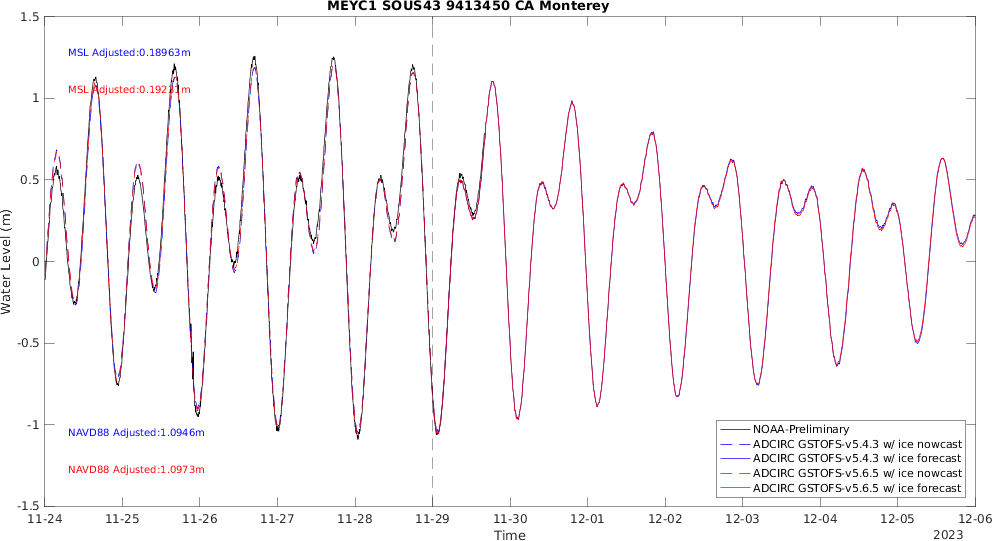 MEYC1 SOUS43 9413450 CA Monterey
1.5
1
0.5
0
-0.5
-1
-1.5
Water Level (m)
MSL Adjusted:0.18963m
MSL
NAVD88 Adjusted:1.0946m
NAVD88 Adjusted:1.0973m
NOAA-Preliminary
ADCIRC GSTOFS-v5.4.3 w/ ice nowcast
ADCIRC GSTOFS-v5.4.3 w/ ice forecast
ADCIRC GSTOFS-v5.6.5 w/ ice nowcast
ADCIRC GSTOFS-v5.6.5 w/ ice forecast
11-24 11-25 11-26 11-27 11-28 11-29 11-30 12-01 12-02 12-03 12-04 12-05 12-06
Time
2023